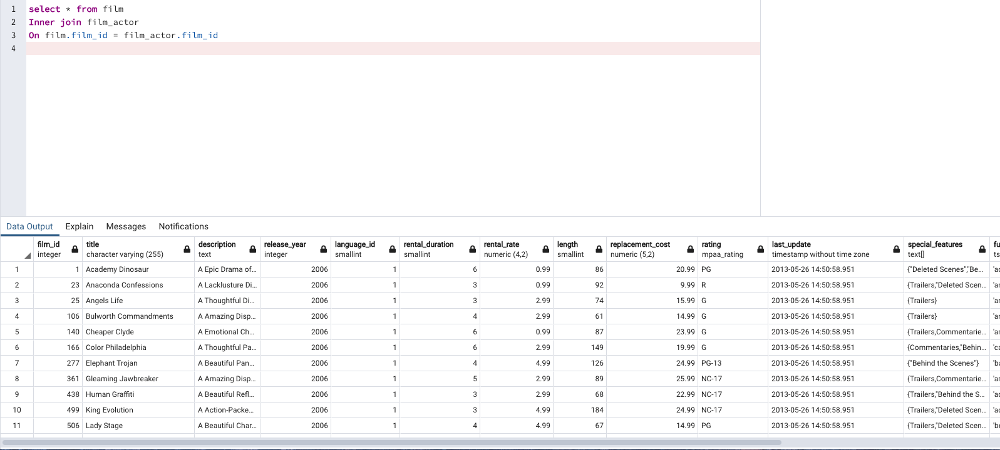 1 select * from film
2 Inner join film_actor
3 On film.film_id = film_actor.film_id
4
Data Output Explain Messages Notifications
film_id title description release_year language_id rental_duration rental_rate length replacement_cost rating last_update special_features fu
integer character varying (255) text integer smallint smallint numeric (4,2) smallint numeric (5,2) mpaa_rating timestamp without time zone text[] ts
1 1 Academy Dinosaur A Epic Drama of... 2006 1 6 0.99 86 20.99 PG 2013-05-26 14:50:58.951 {"Deleted Scenes","Be... 'ac
2 23 Anaconda Confessions A Lacklusture Di... 2006 1 3 0.99 92 9.99 R 2013-05-26 14:50:58.951 {Trailers,"Deleted Scen... 'an
3 25 Angels Life A Thoughtful Di... 2006 1 3 2.99 74 15.99 G 2013-05-26 14:50:58.951 {Trailers} 'an
4 106 Bulworth Commandments A Amazing Disp... 2006 1 4 2.99 61 14.99 G 2013-05-26 14:50:58.951 {Trailers} 'an
5 140 Cheaper Clyde A Emotional Ch... 2006 1 6 0.99 87 23.99 G 2013-05-26 14:50:58.951 {Trailers,Commentarie... 'an
6 166 Color Philadelphia A Thoughtful Pa... 2006 1 6 2.99 149 19.99 G 2013-05-26 14:50:58.951 {Commentaries,"Behin... 'ca
7 277 Elephant Trojan A Beautiful Pan... 2006 1 4 4.99 126 24.99 PG-13 2013-05-26 14:50:58.951 {"Behind the Scenes"} 'ba
8 361 Gleaming Jawbreaker A Amazing Disp... 2006 1 5 2.99 89 25.99 NC-17 2013-05-26 14:50:58.951 {Trailers,Commentarie... 'an
9 438 Human Graffiti A Beautiful Refl... 2006 1 3 2.99 68 22.99 NC-17 2013-05-26 14:50:58.951 {Trailers,"Behind the S... 'ac
10 499 King Evolution A Action-Packe... 2006 1 3 4.99 184 24.99 NC-17 2013-05-26 14:50:58.951 {Trailers,"Deleted Scen... 'ac
11 506 Lady Stage A Beautiful Char... 2006 1 4 4.99 67 14.99 PG 2013-05-26 14:50:58.951 {Trailers,"Deleted Scen... 'be